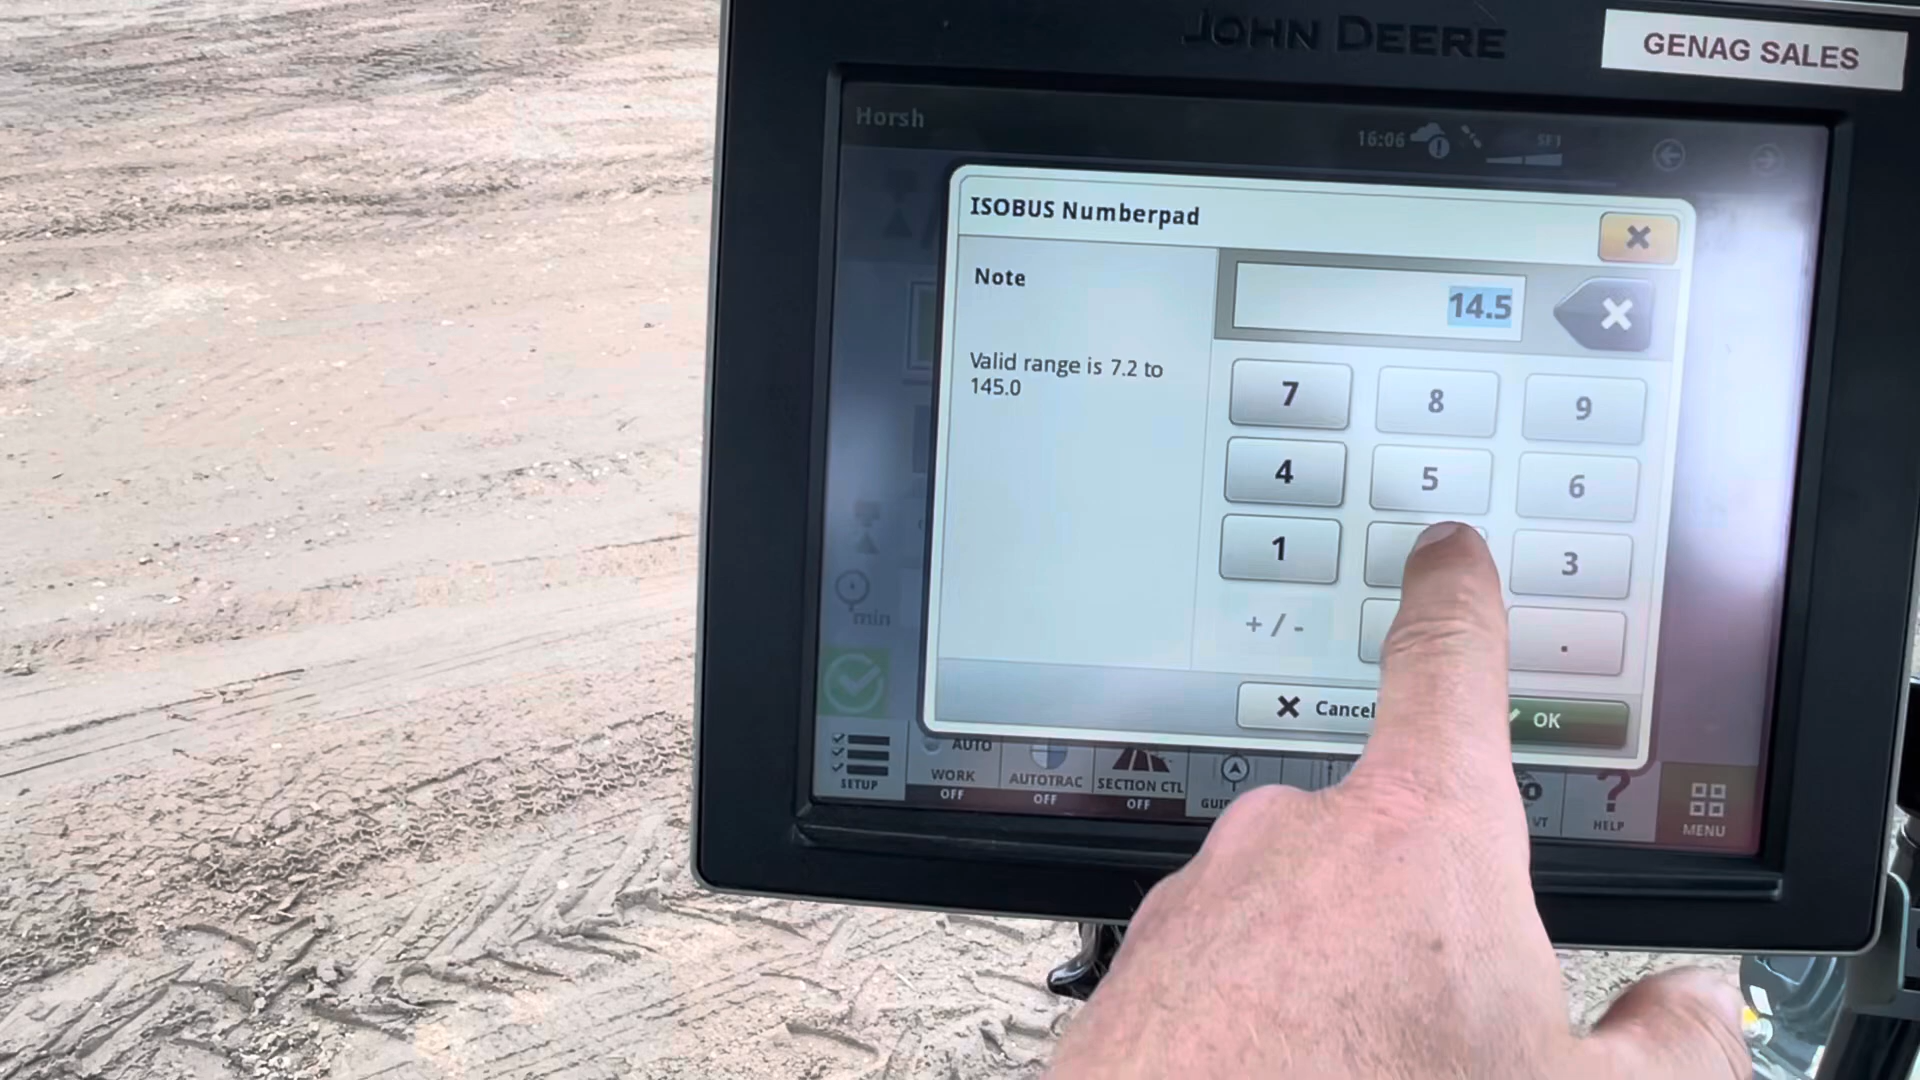 JOHN DEERE
GENAG SALES
Horsh
16:06
SF1
ISOBUS Numberpad
Note
14.5
Valid range is 7.2 to
145.0
7 8 9
4 5 6
1 3
+ / - .
Cancel
OK
min
SETUP
AUTO
WORK
OFF
AUTOTRAC
OFF
SECTION CTL
OFF
VT
HELP
MENU